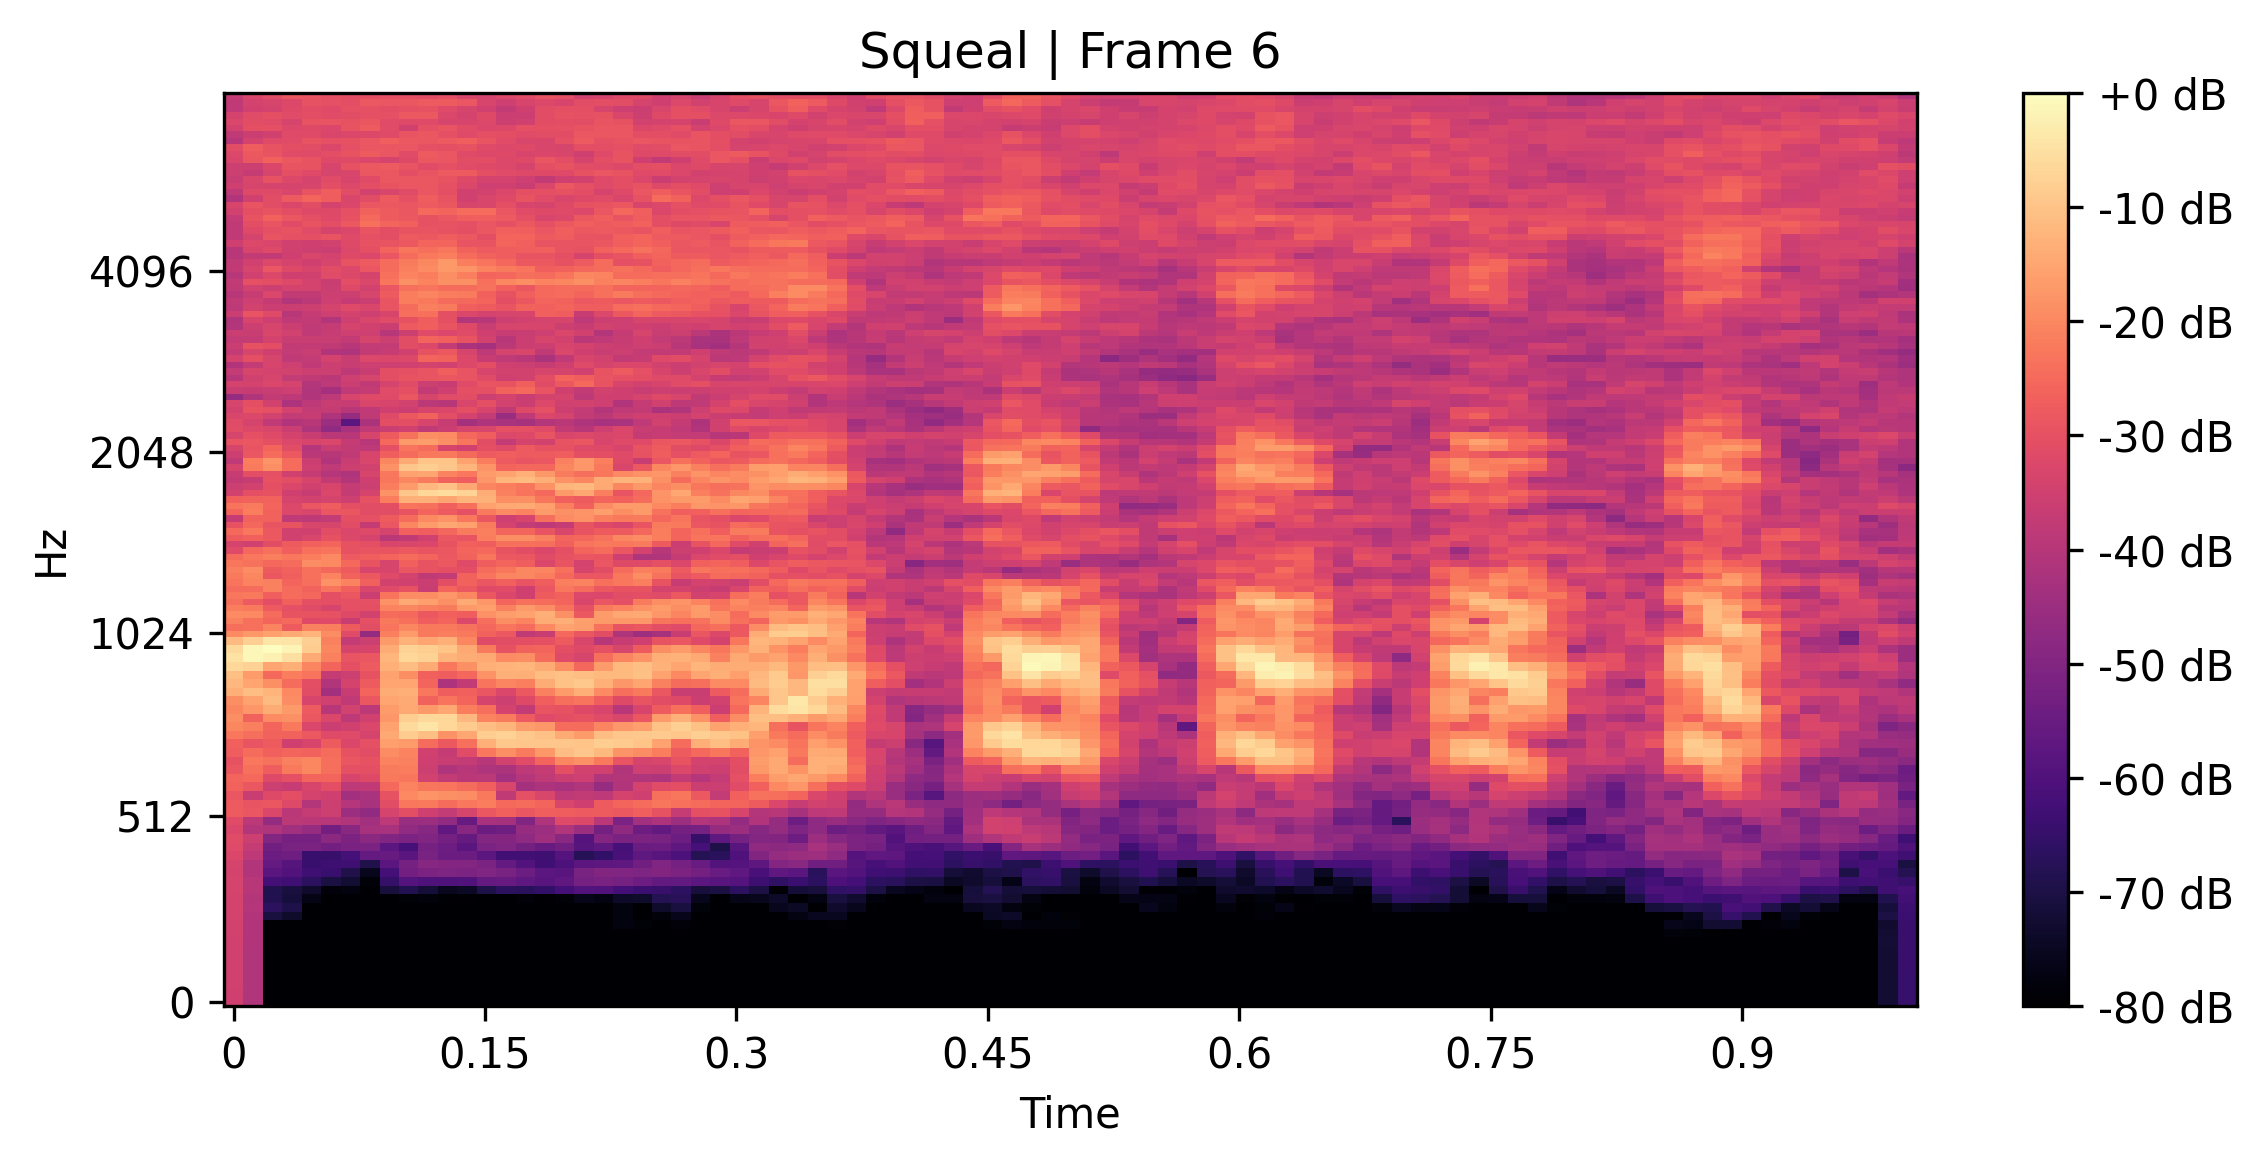 Squeal | Frame 6
+0 dB
-10 dB
-20 dB
-30 dB
-40 dB
-50 dB
-60 dB
-70 dB
-80 dB
Hz
4096
2048
1024
512
0
0 0.15 0.3 0.45 0.6 0.75 0.9
Time